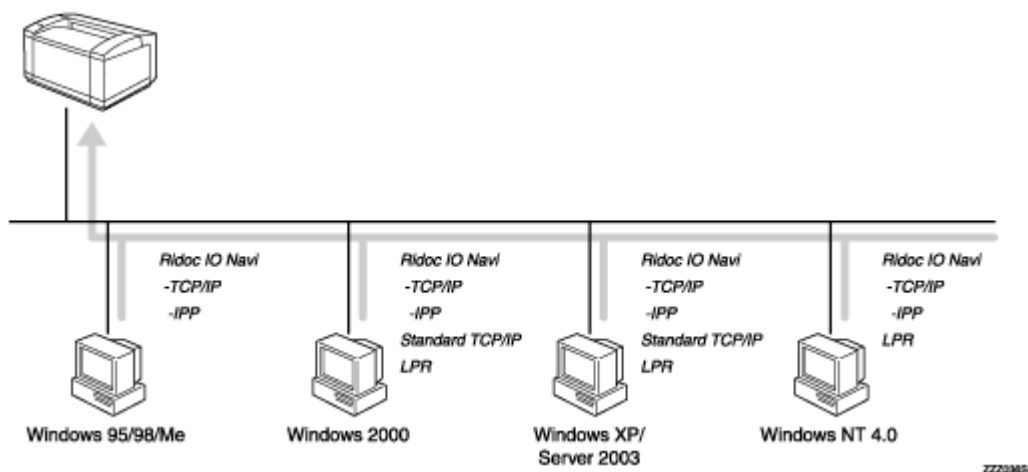 Ridoc IO Navi
-TCP/IP
-IPP
Windows 95/98/Me
Ridoc IO Navi
-TCP/IP
-IPP
Standard TCP/IP
LPR
Windows 2000
Ridoc IO Navi
-TCP/IP
-IPP
Standard TCP/IP
LPR
Windows XP/
Server 2003
Ridoc IO Navi
-TCP/IP
-IPP
LPR
Windows NT 4.0